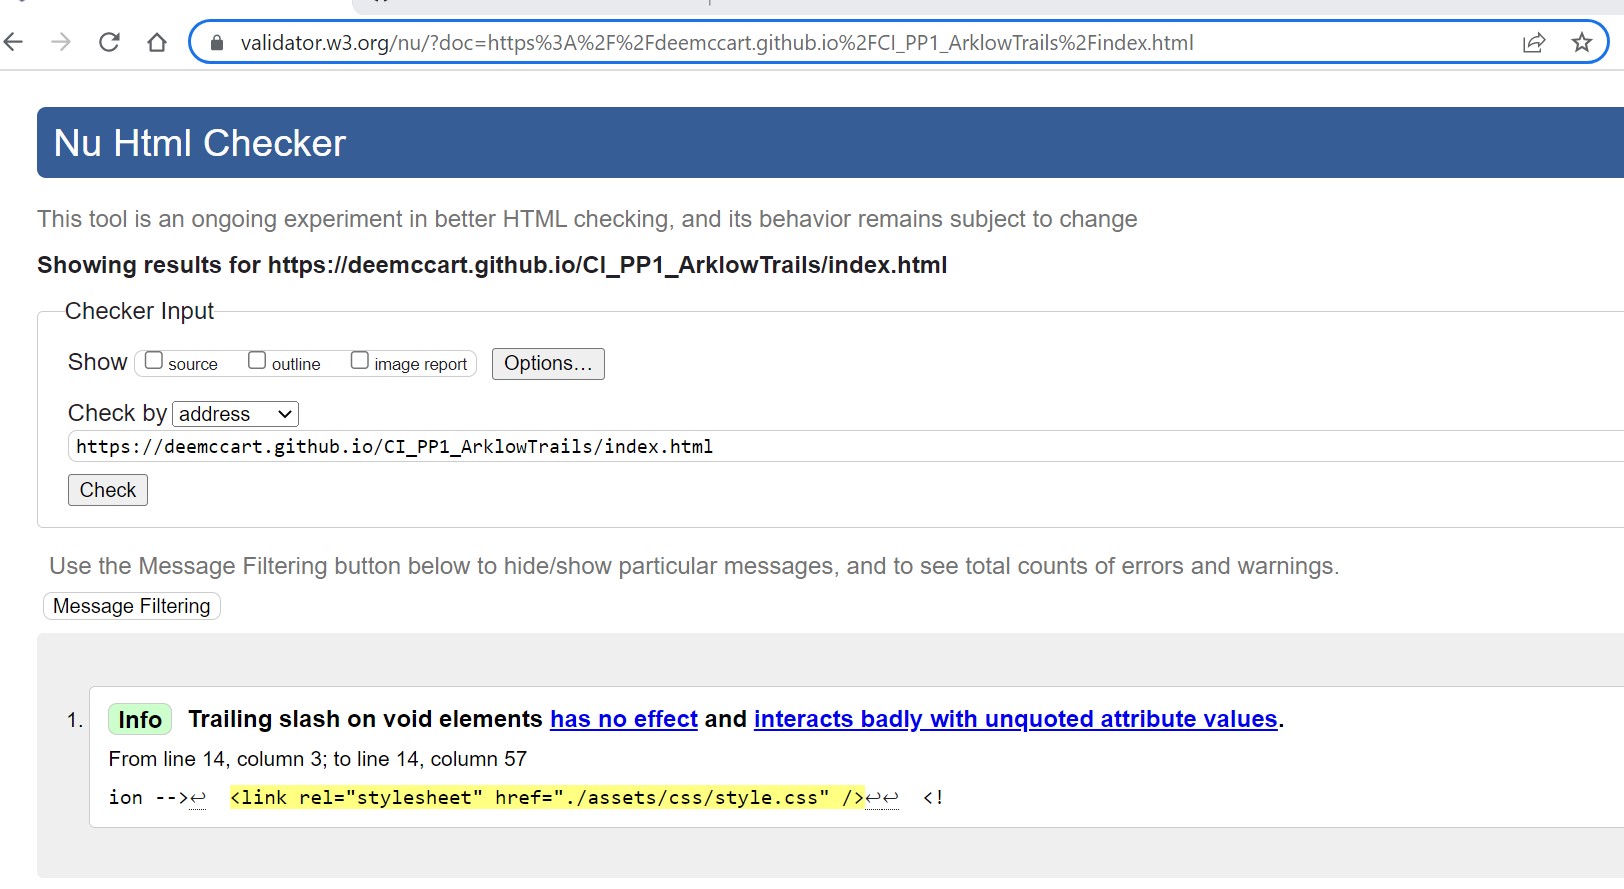 validator.w3.org/nu/?doc=https%3A%2F%2Fdeemccart.github.io%2FCI_PP1_ArklowTrails%2Findex.html
Nu Html Checker
This tool is an ongoing experiment in better HTML checking, and its behavior remains subject to change
Showing results for https://deemccart.github.io/CI_PP1_ArklowTrails/index.html
Checker Input
Show source outline image report Options...
Check by address
https://deemccart.github.io/CI_PP1_ArklowTrails/index.html
Check
Use the Message Filtering button below to hide/show particular messages, and to see total counts of errors and warnings.
Message Filtering
1. Info Trailing slash on void elements has no effect and interacts badly with unquoted attribute values.
From line 14, column 3; to line 14, column 57
ion -->↩ <link rel="stylesheet" href="./assets/css/style.css" />↩↩ <!